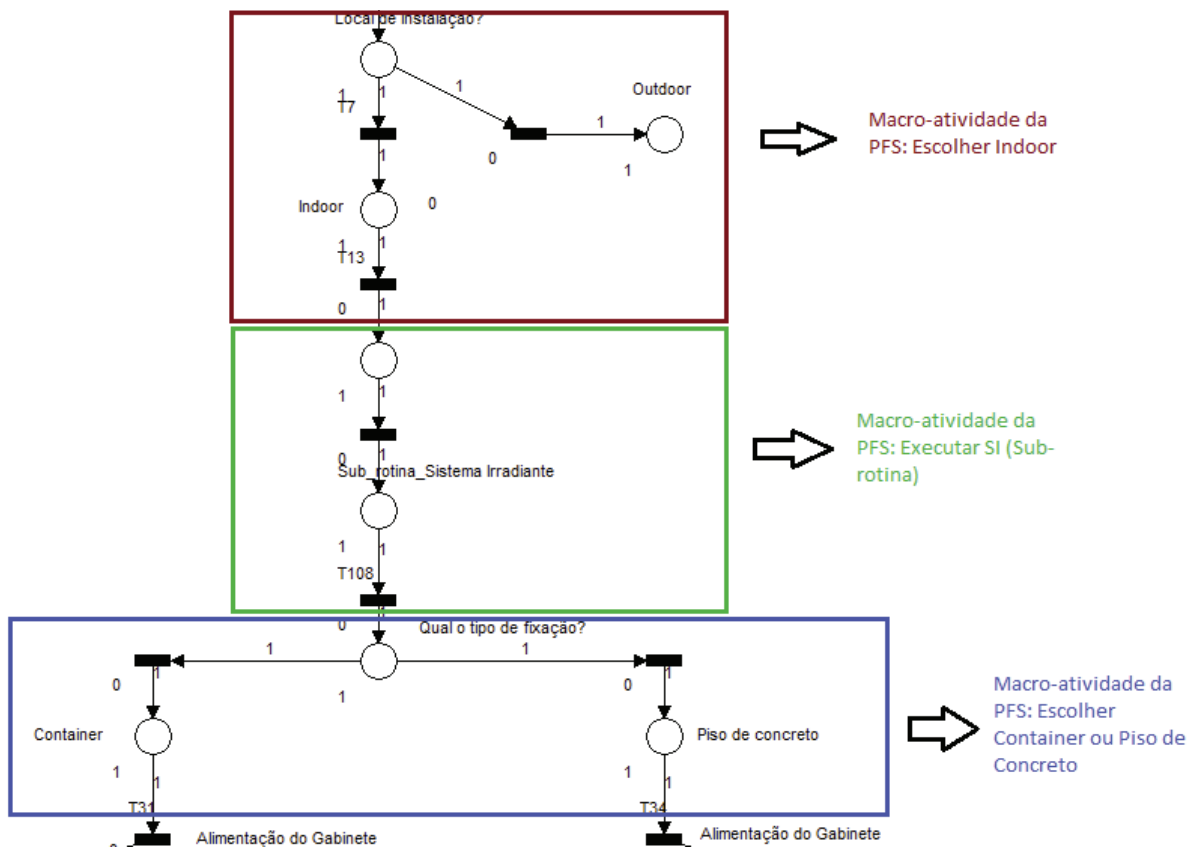 Local de instalação?
1
1
T7
1
Outdoor
1
0
1
1
Indoor
0
1
1
T13
0
1
Macro-atividade da
PFS: Escolher Indoor
1
1
0
1
Sub_rotina_Sistema Irradiante
1
1
T108
0
1
Macro-atividade da
PFS: Executar SI (Sub-
rotina)
Qual o tipo de fixação?
1
1
1
0
1
0
1
Container
Piso de concreto
1
1
T31
1
1
T34
Macro-atividade da
PFS: Escolher
Container ou Piso de
Concreto
0
Alimentação do Gabinete
Alimentação do Gabinete